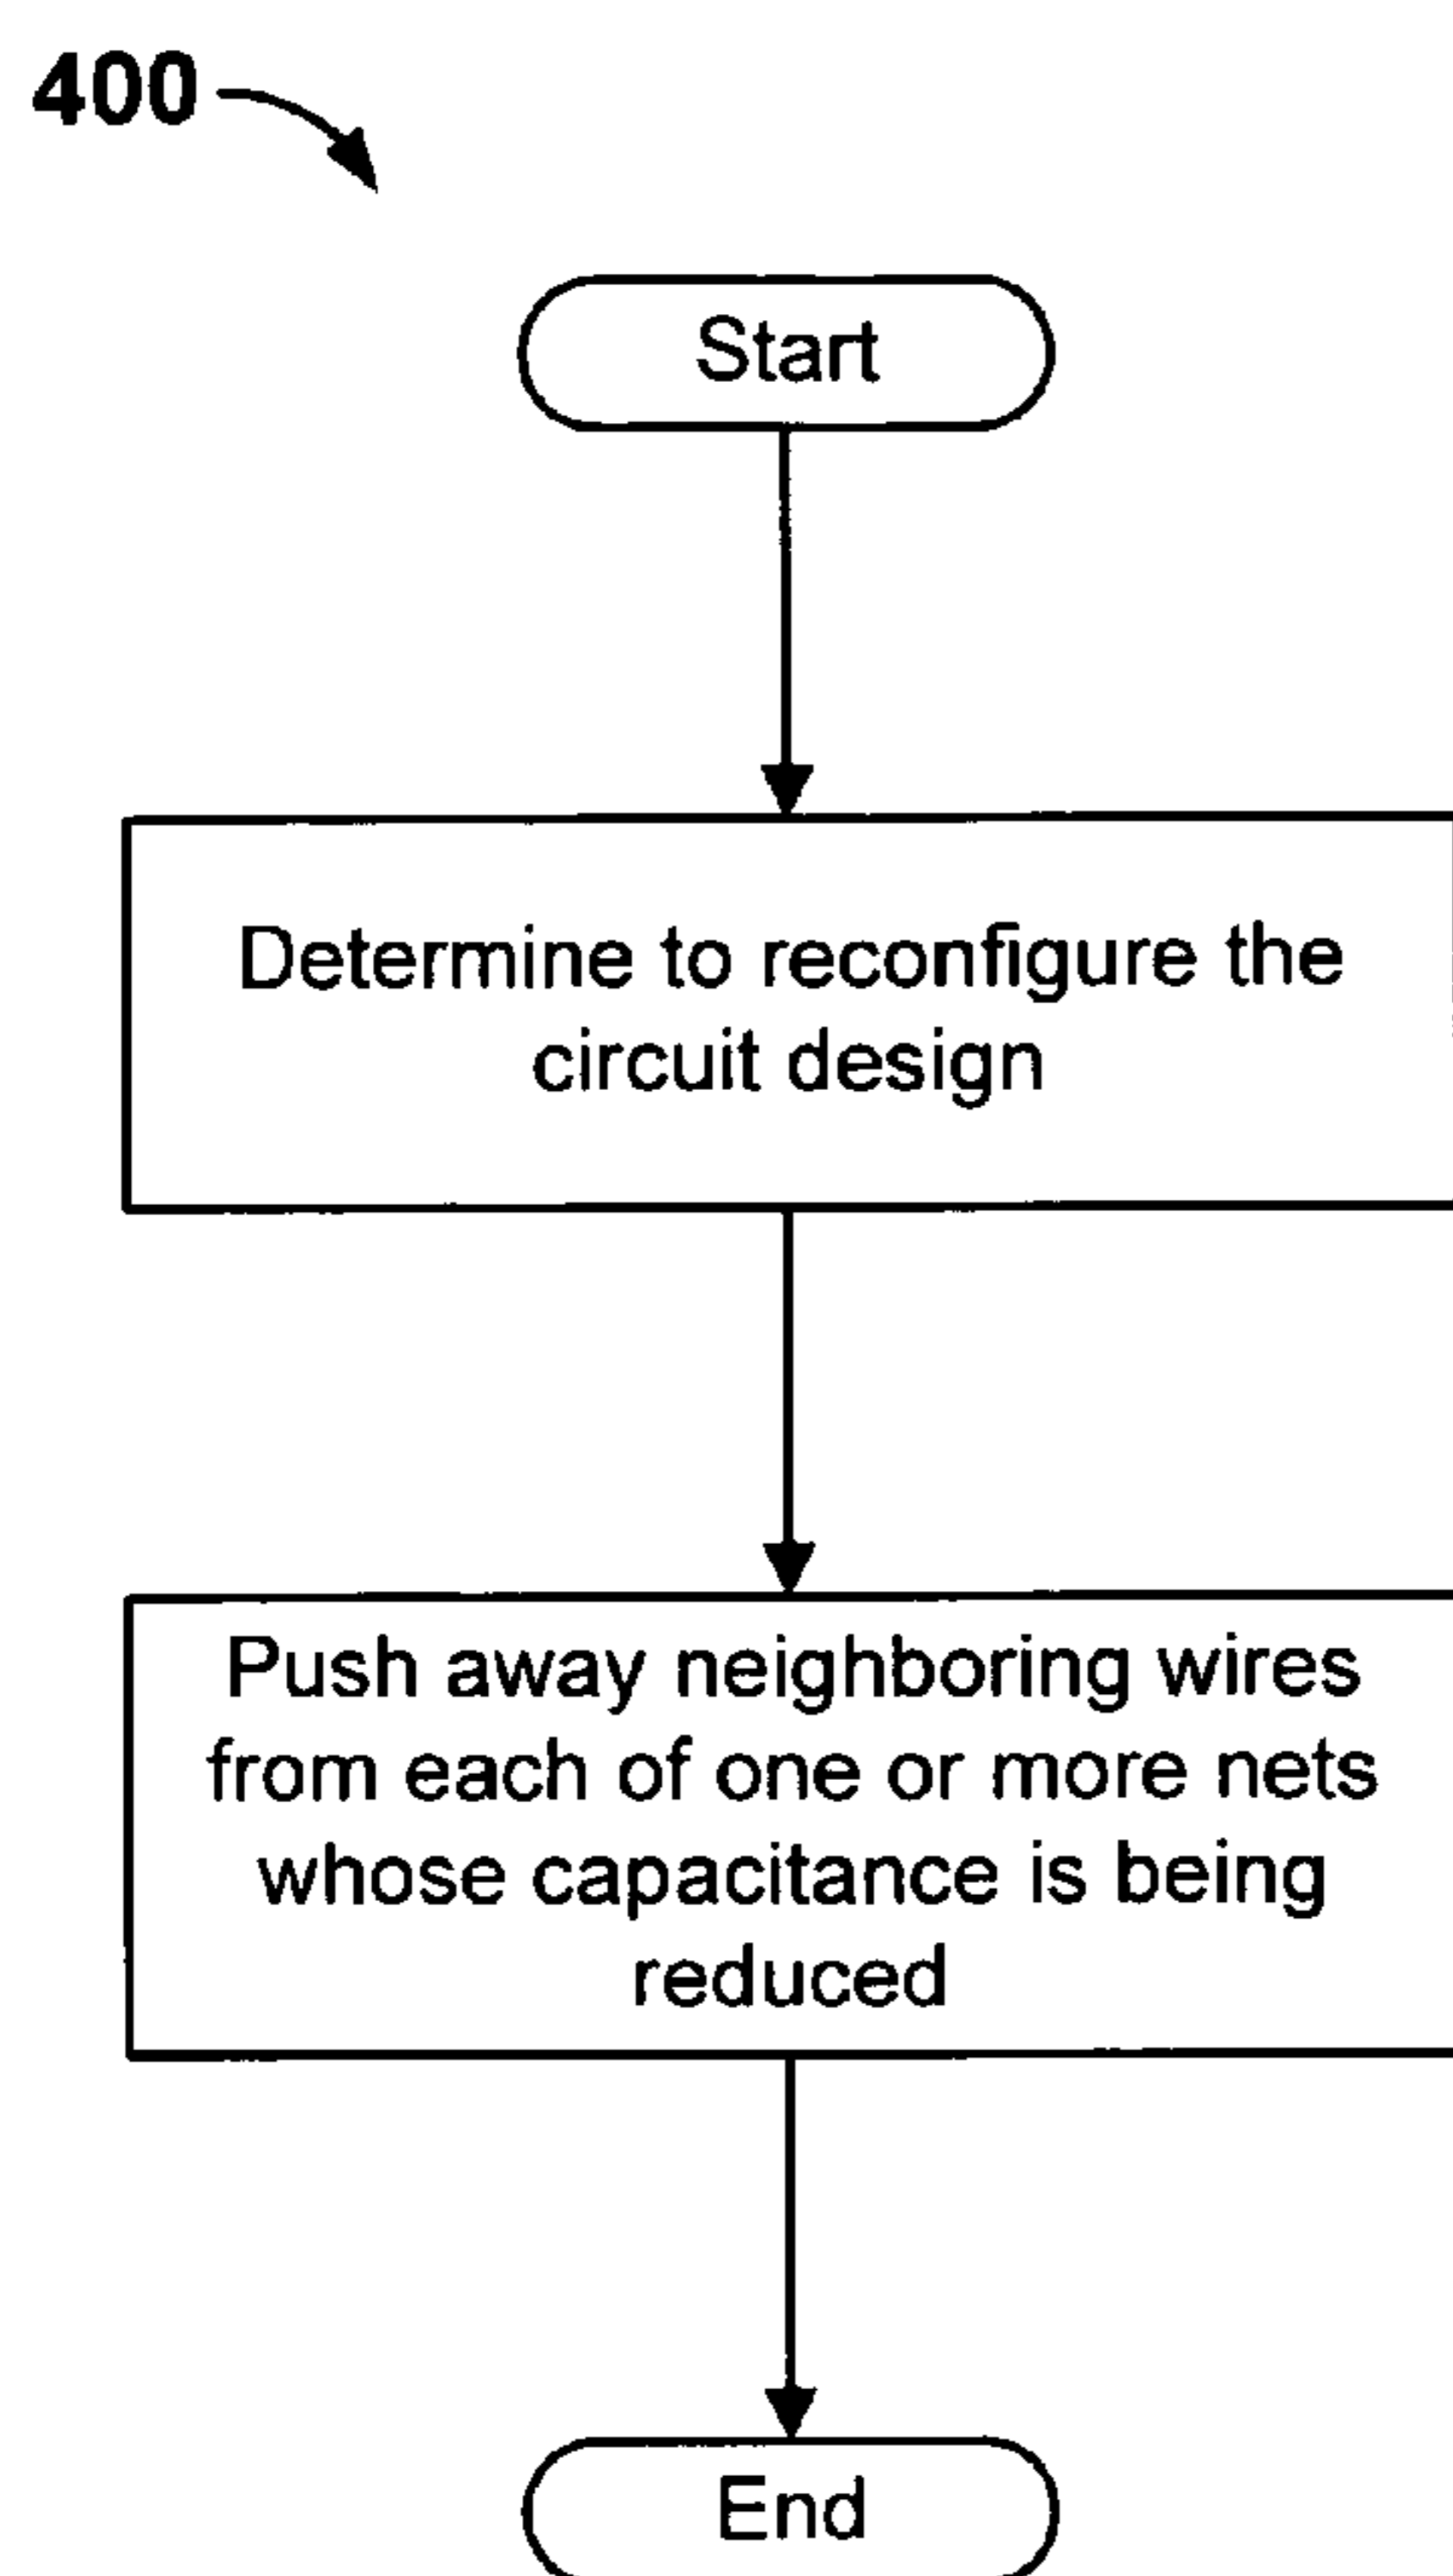 400
Start
Determine to reconfigure the
circuit design
Push away neighboring wires
from each of one or more nets
whose capacitance is being
reduced
End